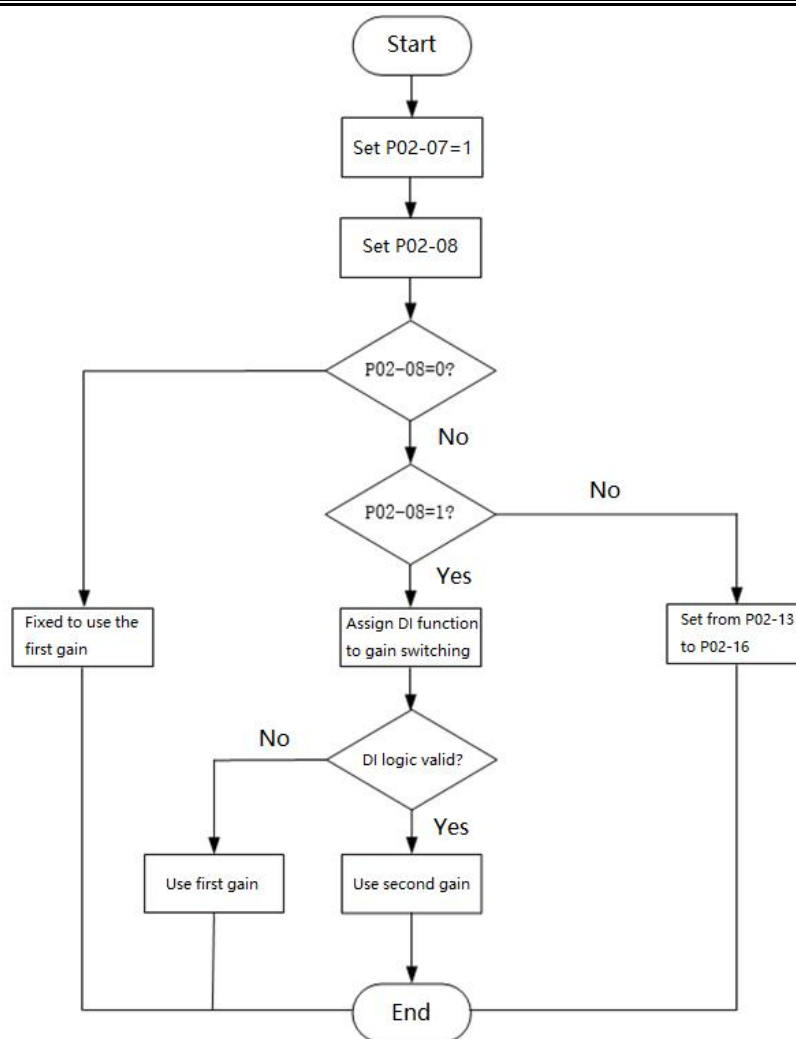 Start
Set P02-07=1
Set P02-08
P02-08=0?
No
P02-08=1?
No
Yes
Fixed to use the
first gain
Assign DI function
to gain switching
Set from P02-13
to P02-16
No
DI logic valid?
Yes
Use first gain
Use second gain
End